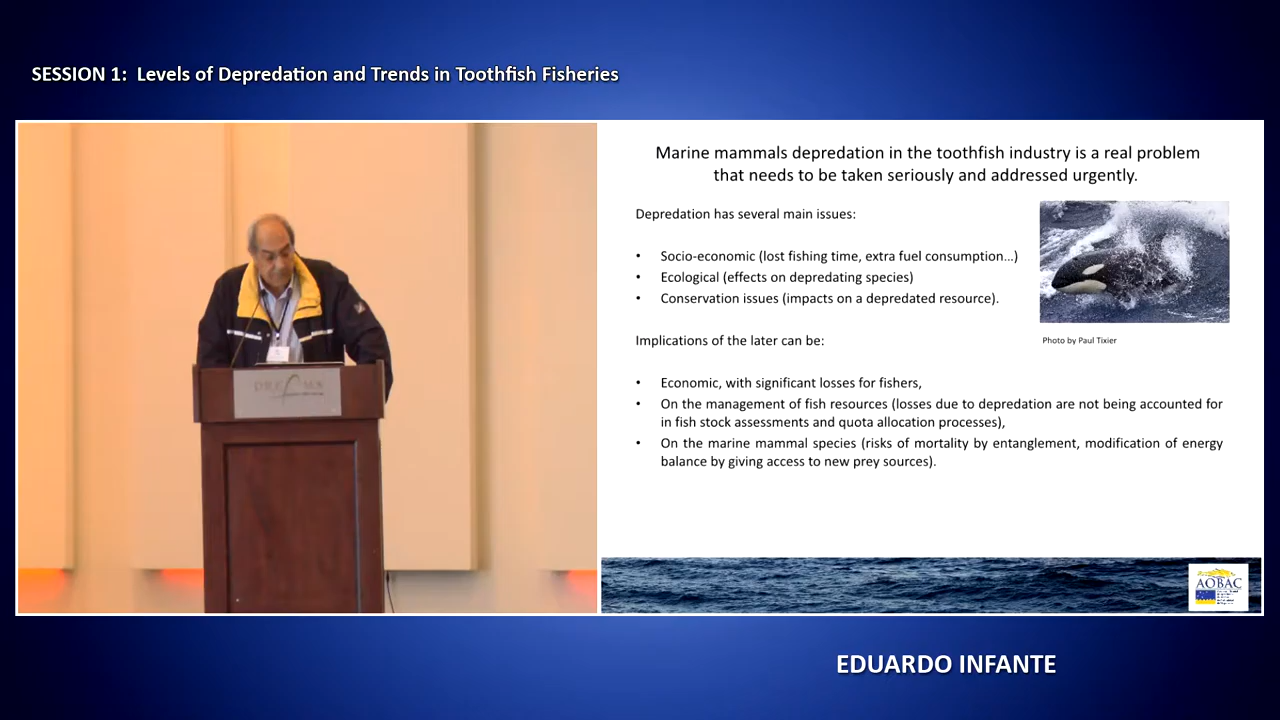 SESSION 1: Levels of Depredation and Trends in Toothfish Fisheries
Marine mammals depredation in the toothfish industry is a real problem
that needs to be taken seriously and addressed urgently.
Depredation has several main issues:
• Socio-economic (lost fishing time, extra fuel consumption…)
• Ecological (effects on depredating species)
• Conservation issues (impacts on a depredated resource).
Photo by Paul Tixier
Implications of the later can be:
• Economic, with significant losses for fishers,
• On the management of fish resources (losses due to depredation are not being accounted for
in fish stock assessments and quota allocation processes),
• On the marine mammal species (risks of mortality by entanglement, modification of energy
balance by giving access to new prey sources).
DREAMS
AOBAC
EDUARDO INFANTE